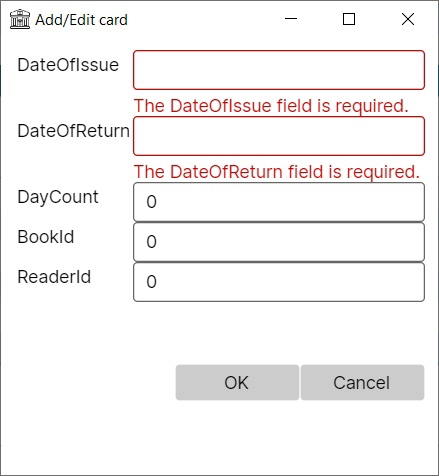 Add/Edit card
DateOfIssue
The DateOfIssue field is required.
DateOfReturn
The DateOfReturn field is required.
DayCount 0
BookId 0
ReaderId 0
OK Cancel